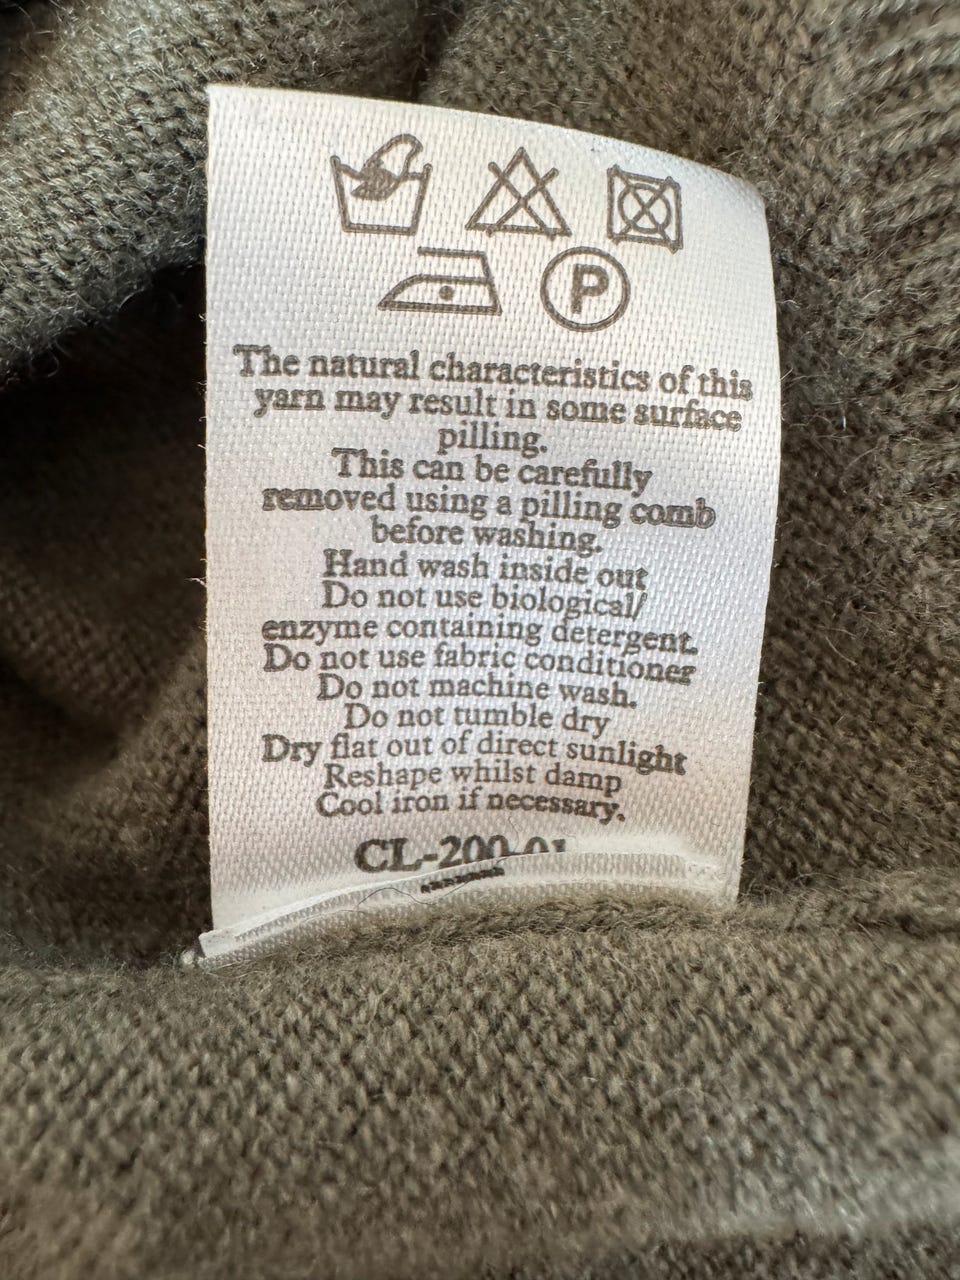 P
The natural characteristics of this
yarn may result in some surface
pilling.
This can be carefully
removed using a pilling comb
before washing.
Hand wash inside out
Do not use biological/
enzyme containing detergent.
Do not use fabric conditioner
Do not machine wash.
Do not tumble dry
Dry flat out of direct sunlight
Reshape whilst damp
Cool iron if necessary.
CL-200-01